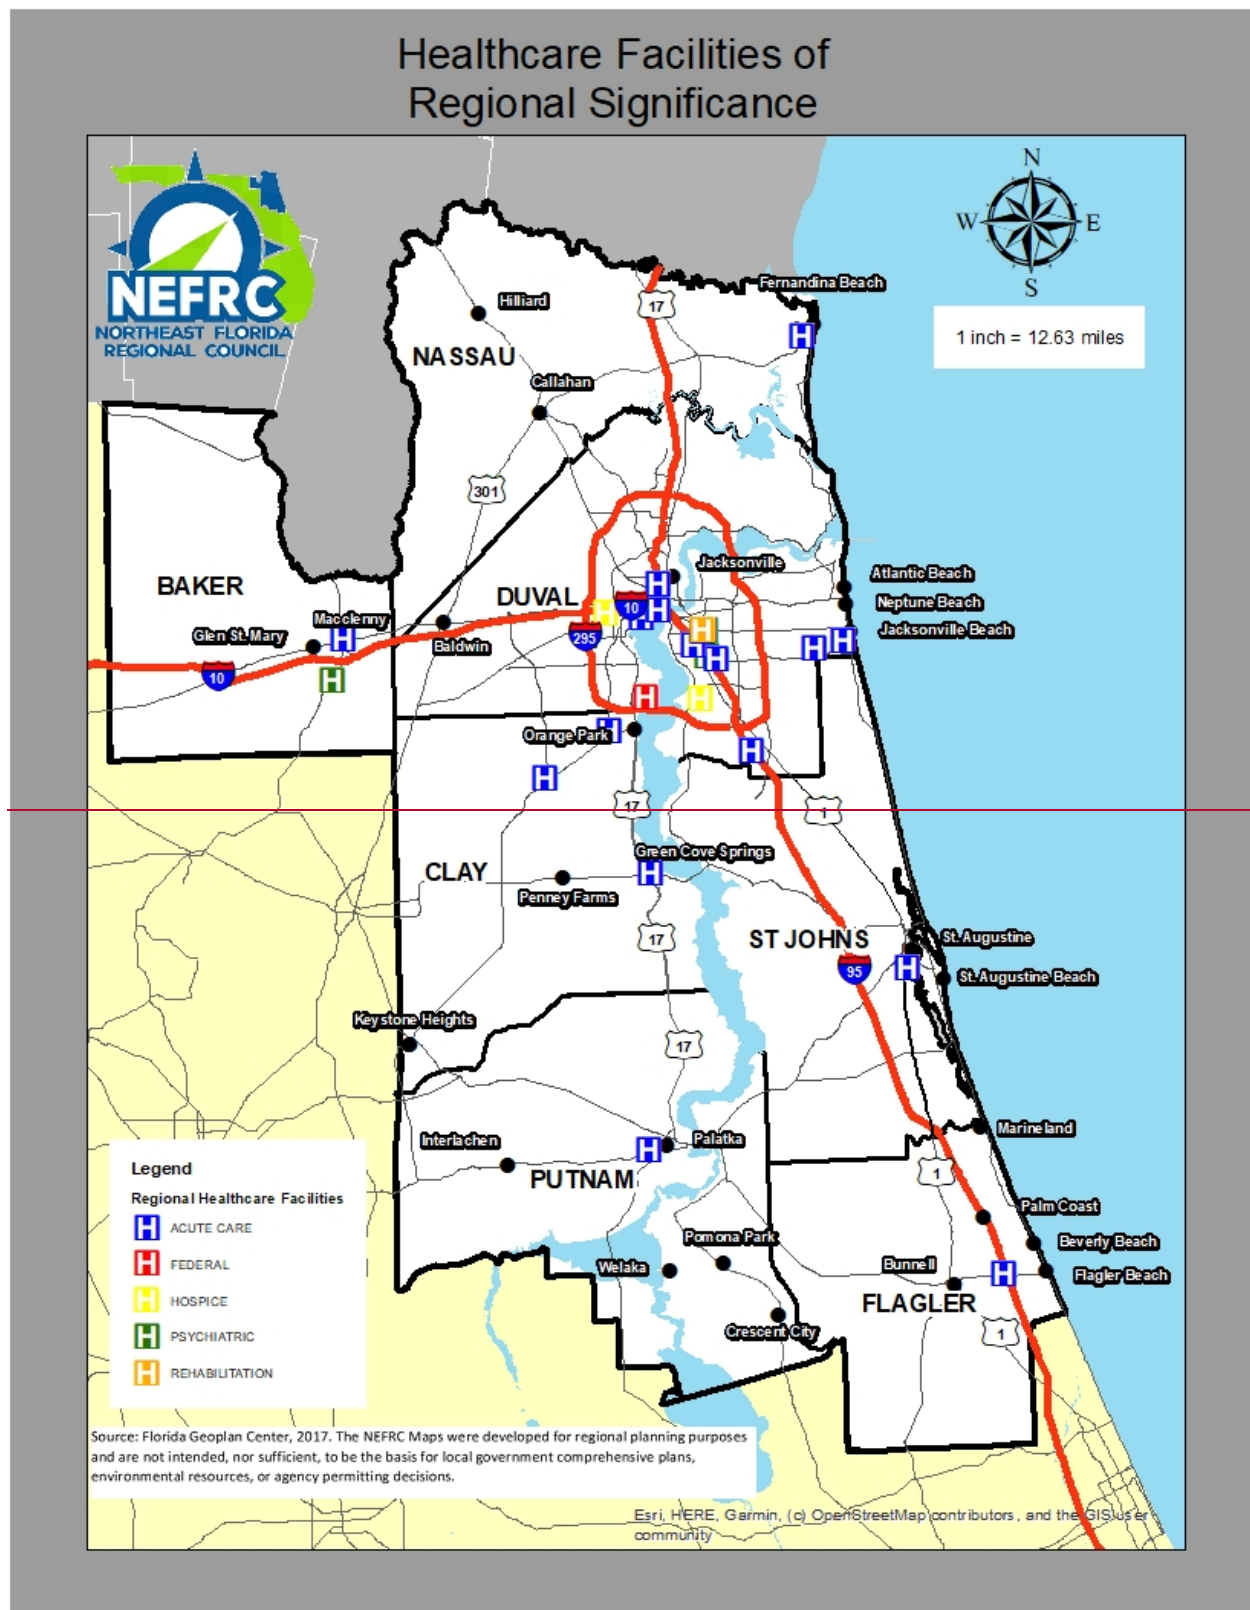 Healthcare Facilities of
Regional Significance
N
W E
S
1 inch = 12.63 miles
NEFRC
NORTHEAST FLORIDA
REGIONAL COUNCIL
Fernandina Beach
17
Hilliard
NASSAU
Callahan
301
BAKER
DUVAL
Jacksonville
Atlantic Beach
Neptune Beach
Jacksonville Beach
Macclenny
Glen St. Mary
Baldwin
10
295
10
H
H
H
H
H
H
H
H
H
H
H
H
H
H
Orange Park
H
H
H
17
1
CLAY
Green Cove Springs
H
Penney Farms
17
ST JOHNS
St. Augustine
95
H
St. Augustine Beach
Keystone Heights
17
Interlachen
H
Palatka
PUTNAM
Marineland
1
Palm Coast
Pomona Park
Beverly Beach
Welaka
Bunnell
H
Flagler Beach
FLAGLER
Crescent City
1
Legend
Regional Healthcare Facilities
H ACUTE CARE
H FEDERAL
H HOSPICE
H PSYCHIATRIC
H REHABILITATION
Source: Florida Geoplan Center, 2017. The NEFRC Maps were developed for regional planning purposes
and are not intended, nor sufficient, to be the basis for local government comprehensive plans,
environmental resources, or agency permitting decisions.
Esri, HERE, Garmin, (c) OpenStreetMap contributors, and the GIS user
community